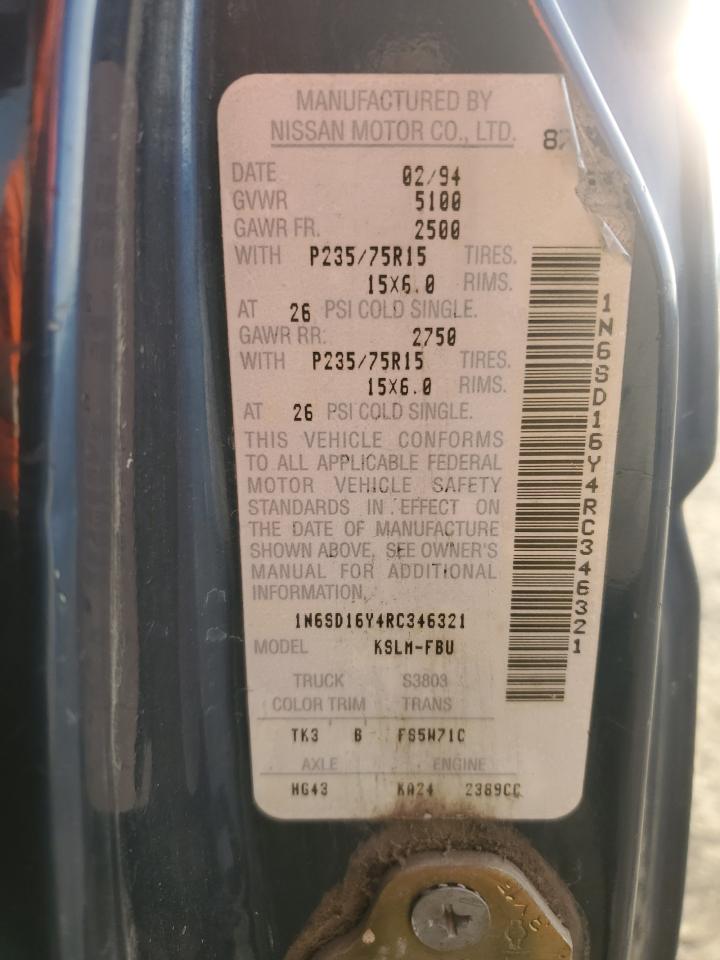 MANUFACTURED BY
NISSAN MOTOR CO., LTD.
DATE 02/94
GVWR 5100
GAWR FR. 2500
WITH P235/75R15 TIRES.
15X6.0 RIMS.
AT 26 PSI COLD SINGLE.
GAWR RR: 2750
WITH P235/75R15 TIRES.
15X6.0 RIMS.
AT 26 PSI COLD SINGLE.
THIS VEHICLE CONFORMS
TO ALL APPLICABLE FEDERAL
MOTOR VEHICLE SAFETY
STANDARDS IN EFFECT ON
THE DATE OF MANUFACTURE
SHOWN ABOVE, SEE OWNER'S
MANUAL FOR ADDITIONAL
INFORMATION,
1N6SD16Y4RC346321
MODEL KSLM-FBU
TRUCK S3803
COLOR TRIM TRANS
TK3 B FS5W71C
AXLE ENGINE
HG43 KA24 2389CC
1N6SD16Y4RC346321